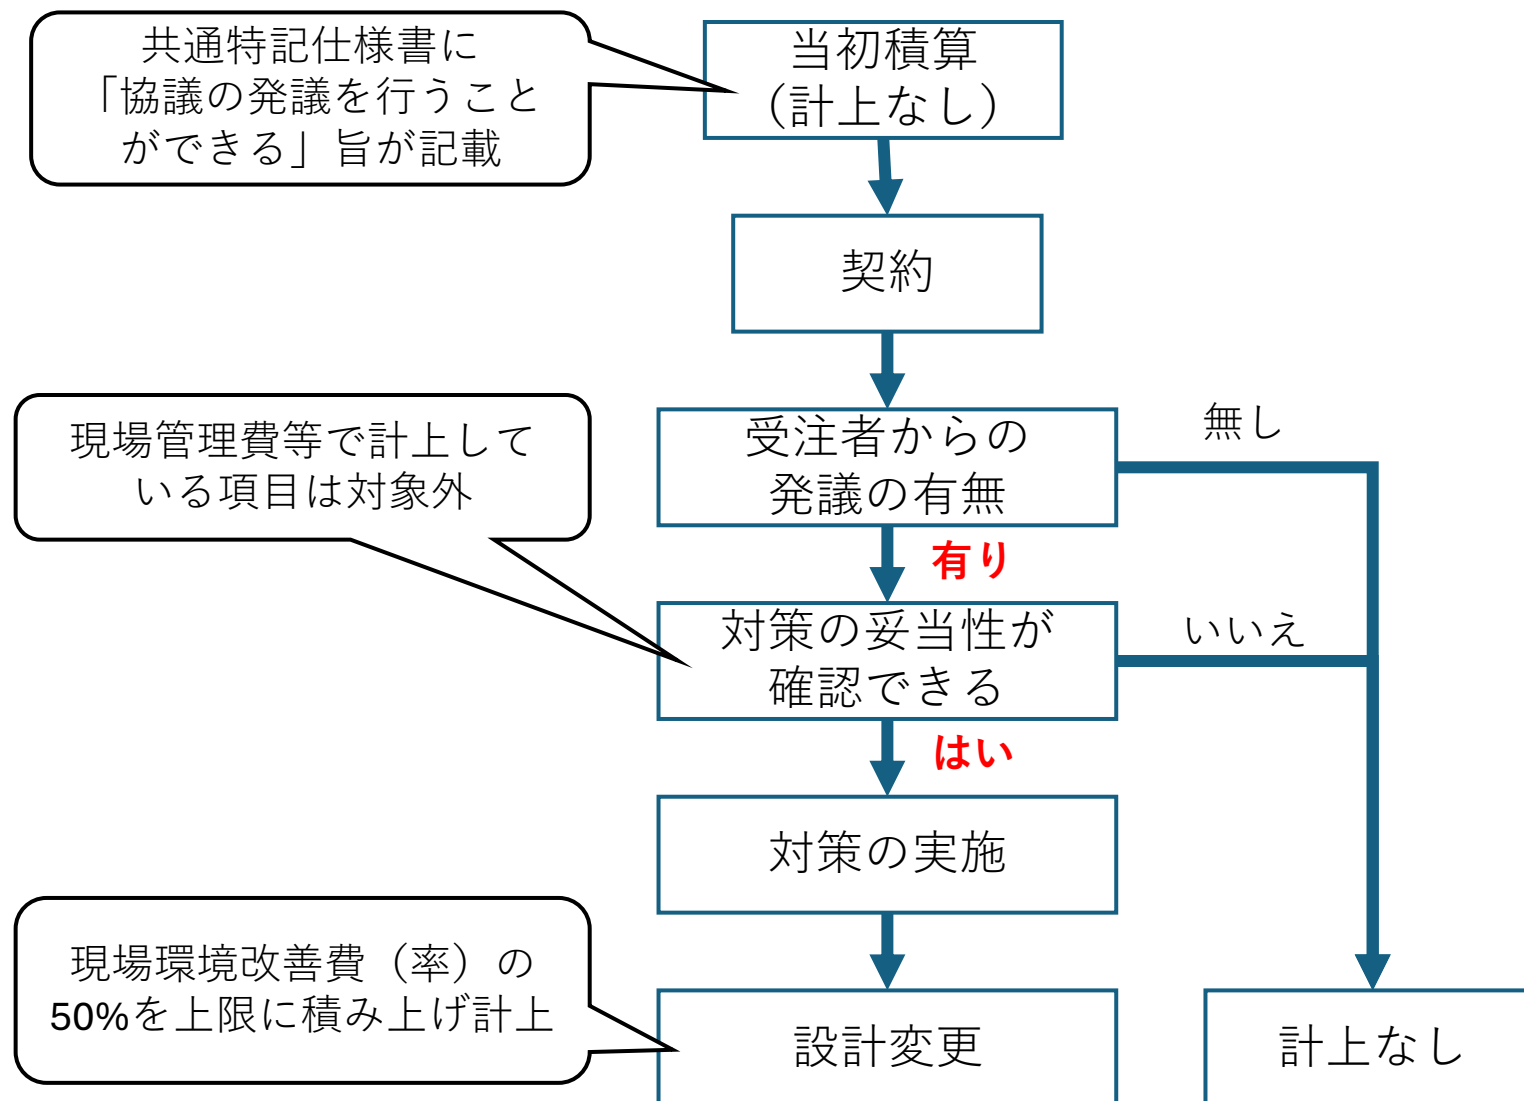 共通特記仕様書に
「協議の発議を行うこと
ができる」旨が記載
当初積算
（計上なし）
契約
現場管理費等で計上して
いる項目は対象外
受注者からの
発議の有無
無し
有り
対策の妥当性が
確認できる
いいえ
はい
対策の実施
現場環境改善費（率）の
50%を上限に積み上げ計上
設計変更
計上なし